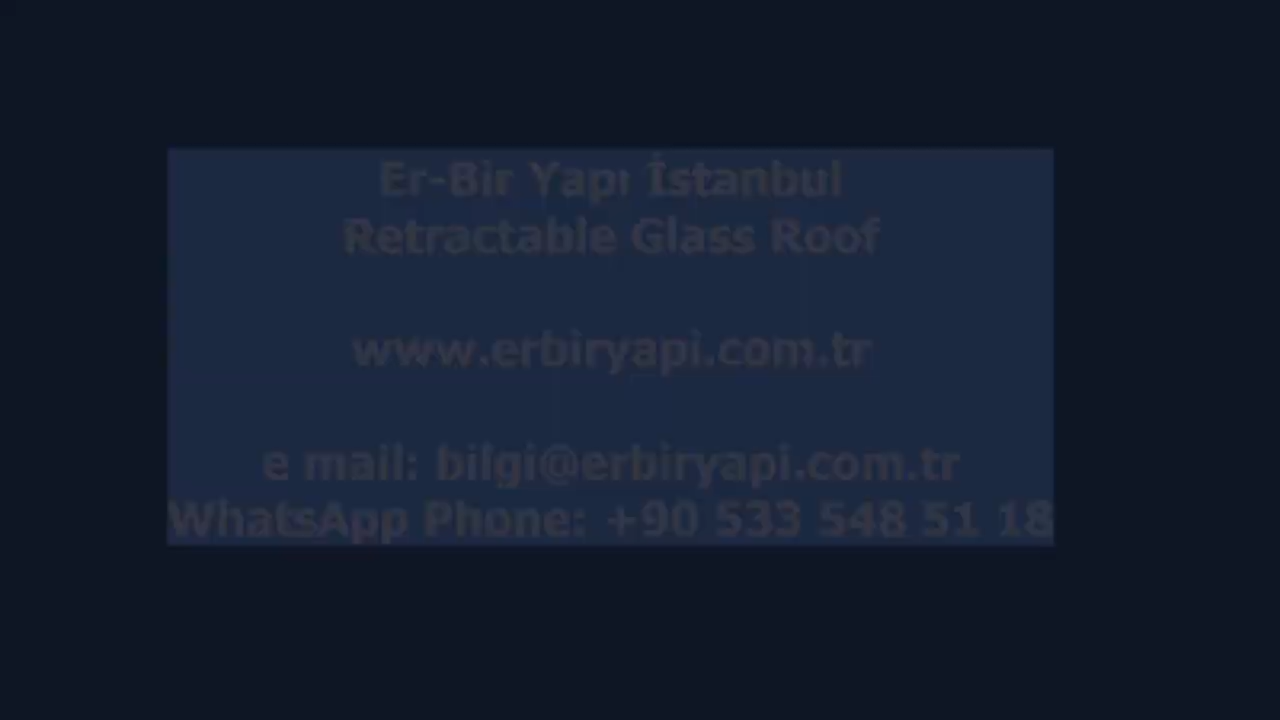 Er-Bir Yapı İstanbul
Retractable Glass Roof
www.erbiryapi.com.tr
e mail: bilgi@erbiryapi.com.tr
WhatsApp Phone: +90 533 548 51 18